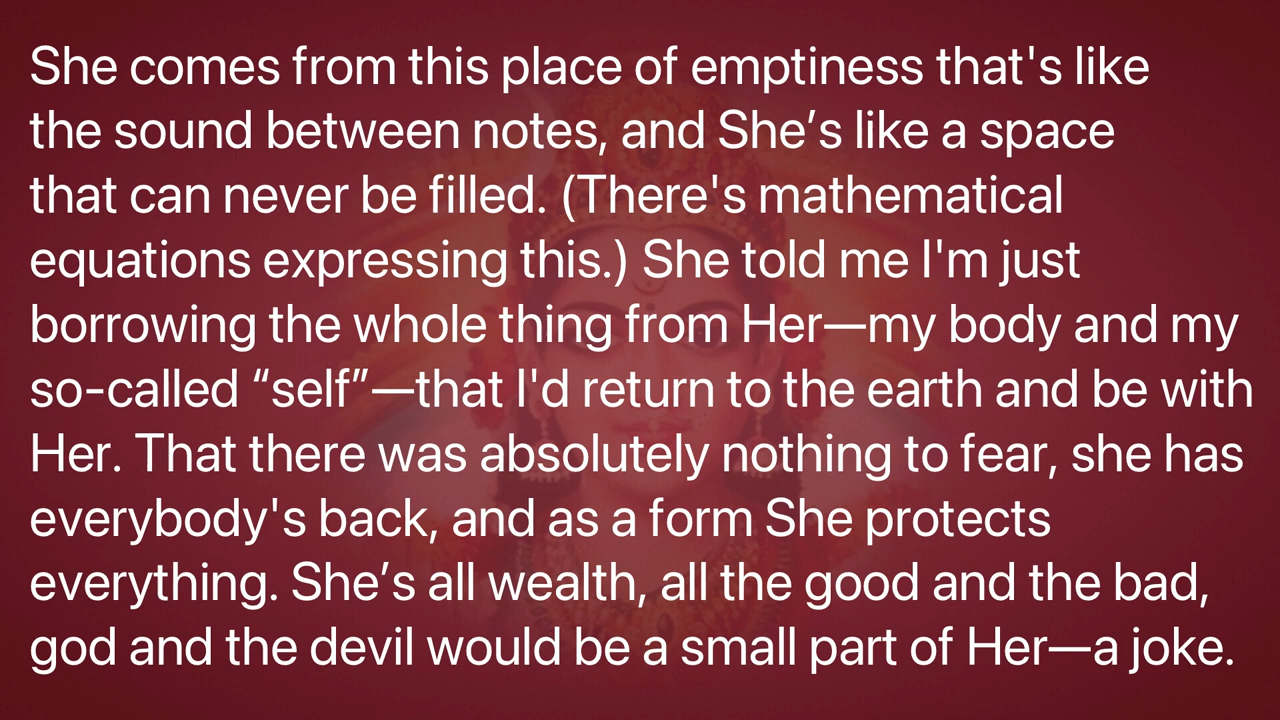 She comes from this place of emptiness that's like
the sound between notes, and She’s like a space
that can never be filled. (There's mathematical
equations expressing this.) She told me I'm just
borrowing the whole thing from Her—my body and my
so-called “self”—that I'd return to the earth and be with
Her. That there was absolutely nothing to fear, she has
everybody's back, and as a form She protects
everything. She’s all wealth, all the good and the bad,
god and the devil would be a small part of Her—a joke.